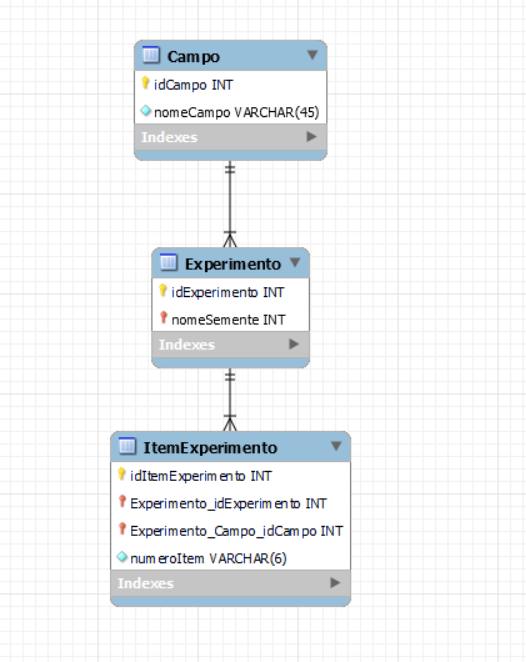 Campo
idCampo INT
nomeCampo VARCHAR(45)
Indexes
Experimento
idExperimento INT
nomeSemente INT
Indexes
ItemExperimento
idItemExperimento INT
Experimento_idExperimento INT
Experimento_Campo_idCampo INT
numeroItem VARCHAR(6)
Indexes